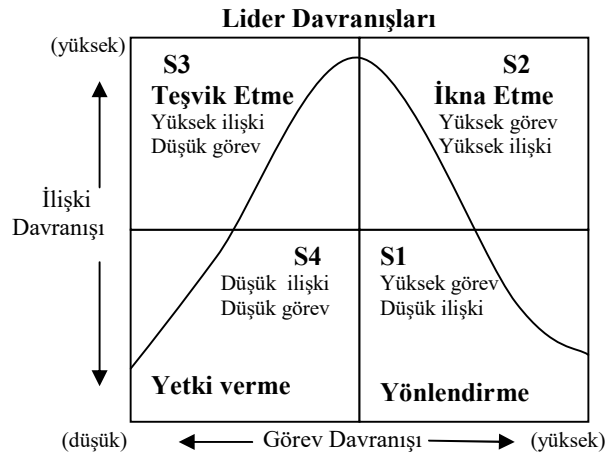 Lider Davranışları
(yüksek)
S3
Teşvik Etme
Yüksek ilişki
Düşük görev
S2
İkna Etme
Yüksek görev
Yüksek ilişki
İlişki
Davranışı
S4
Düşük ilişki
Düşük görev
Yetki verme
S1
Yüksek görev
Düşük ilişki
Yönlendirme
(düşük)
Görev Davranışı
(yüksek)